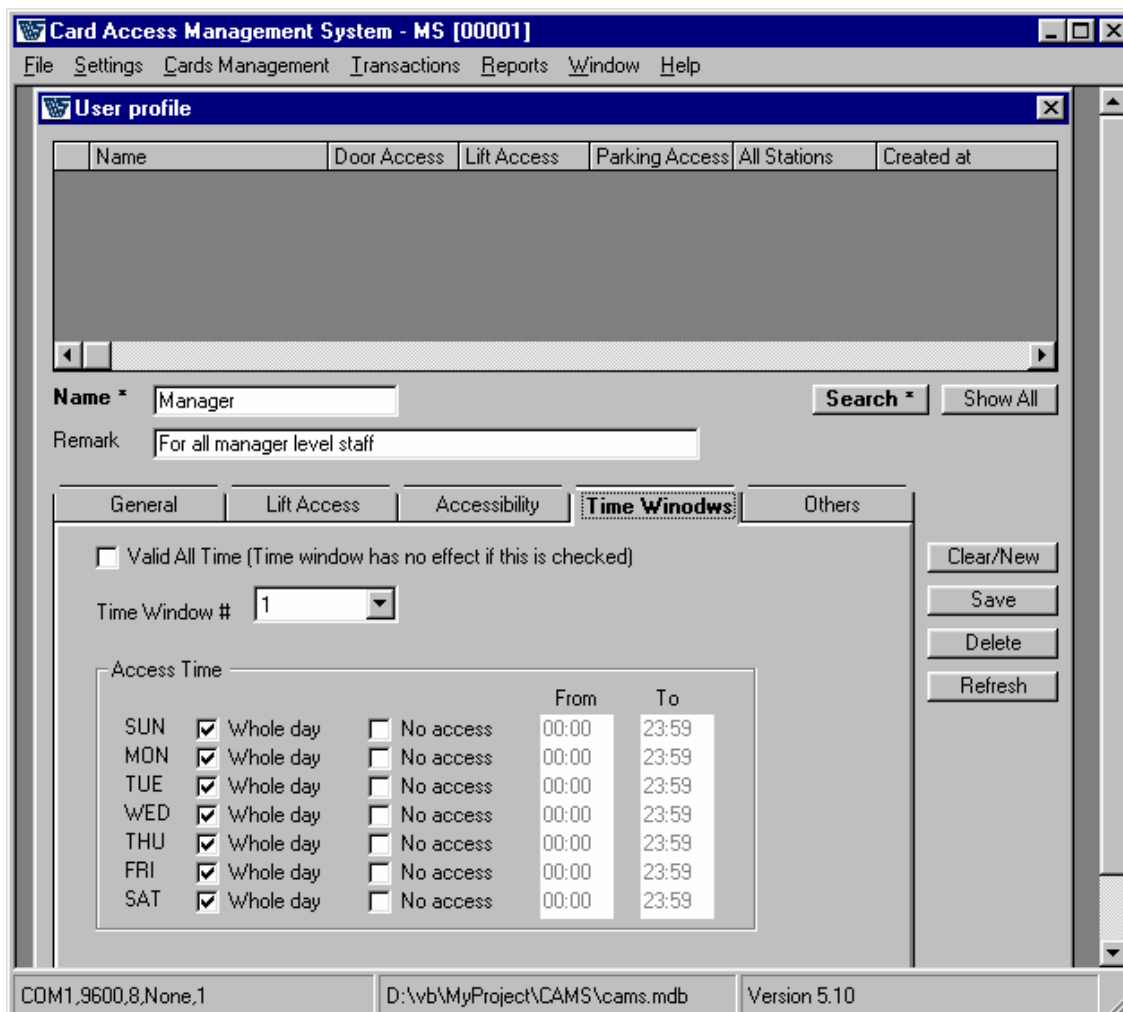 Card Access Management System - MS [00001]
File Settings Cards Management Transactions Reports Window Help
User profile
Name Door Access Lift Access Parking Access All Stations Created at
Name * Manager Search * Show All
Remark For all manager level staff
General Lift Access Accessibility Time Winodws Others
Valid All Time (Time window has no effect if this is checked) Clear/New
Time Window # 1 Save
Delete
Access Time Refresh
From To
SUN Whole day No access 00:00 23:59
MON Whole day No access 00:00 23:59
TUE Whole day No access 00:00 23:59
WED Whole day No access 00:00 23:59
THU Whole day No access 00:00 23:59
FRI Whole day No access 00:00 23:59
SAT Whole day No access 00:00 23:59
COM1,9600,8,None,1 D:\vb\MyProject\CAMS\cams.mdb Version 5.10